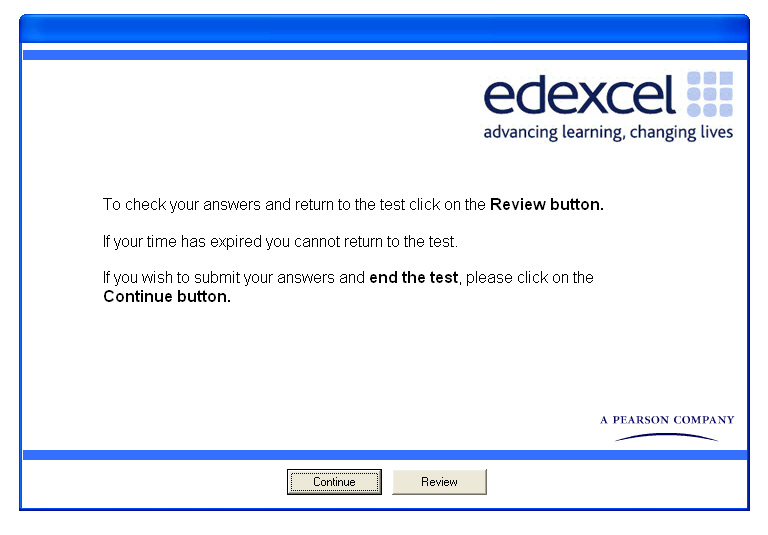 edexcel
advancing learning, changing lives
To check your answers and return to the test click on the Review button.
If your time has expired you cannot return to the test.
If you wish to submit your answers and end the test, please click on the
Continue button.
A PEARSON COMPANY
Continue Review